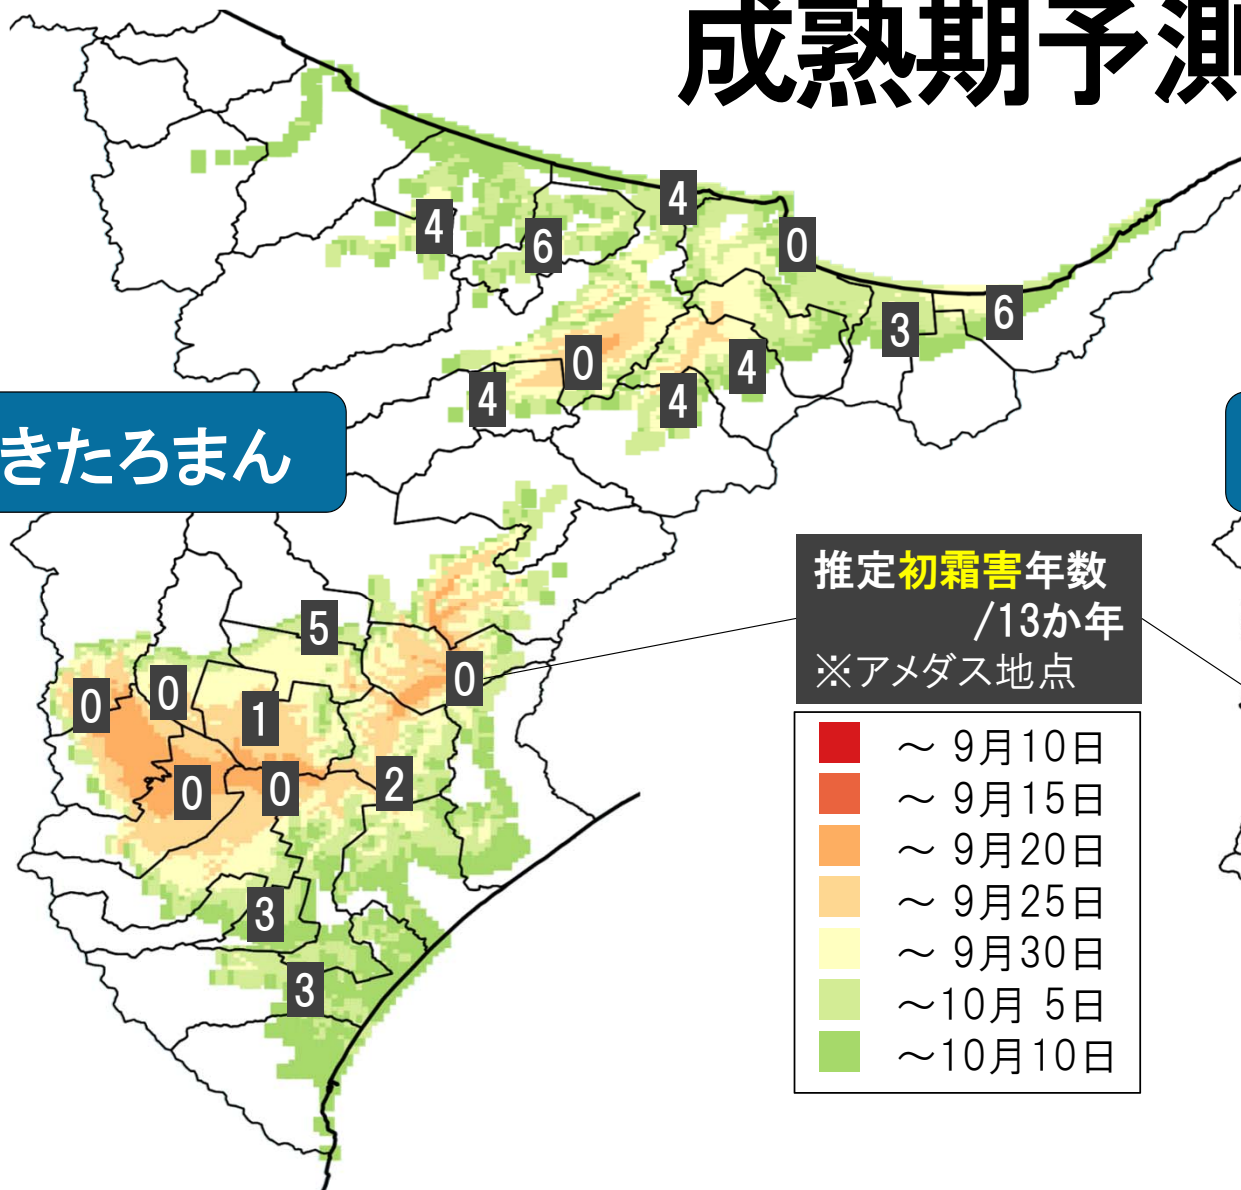 成熟期予測
4
4
6
0
6
3
0
4
4
4
きたろまん
推定初霜害年数
/13か年
※アメダス地点
5
0
0
0
1
0
0
2
3
3
～ 9月10日
～ 9月15日
～ 9月20日
～ 9月25日
～ 9月30日
～10月 5日
～10月10日